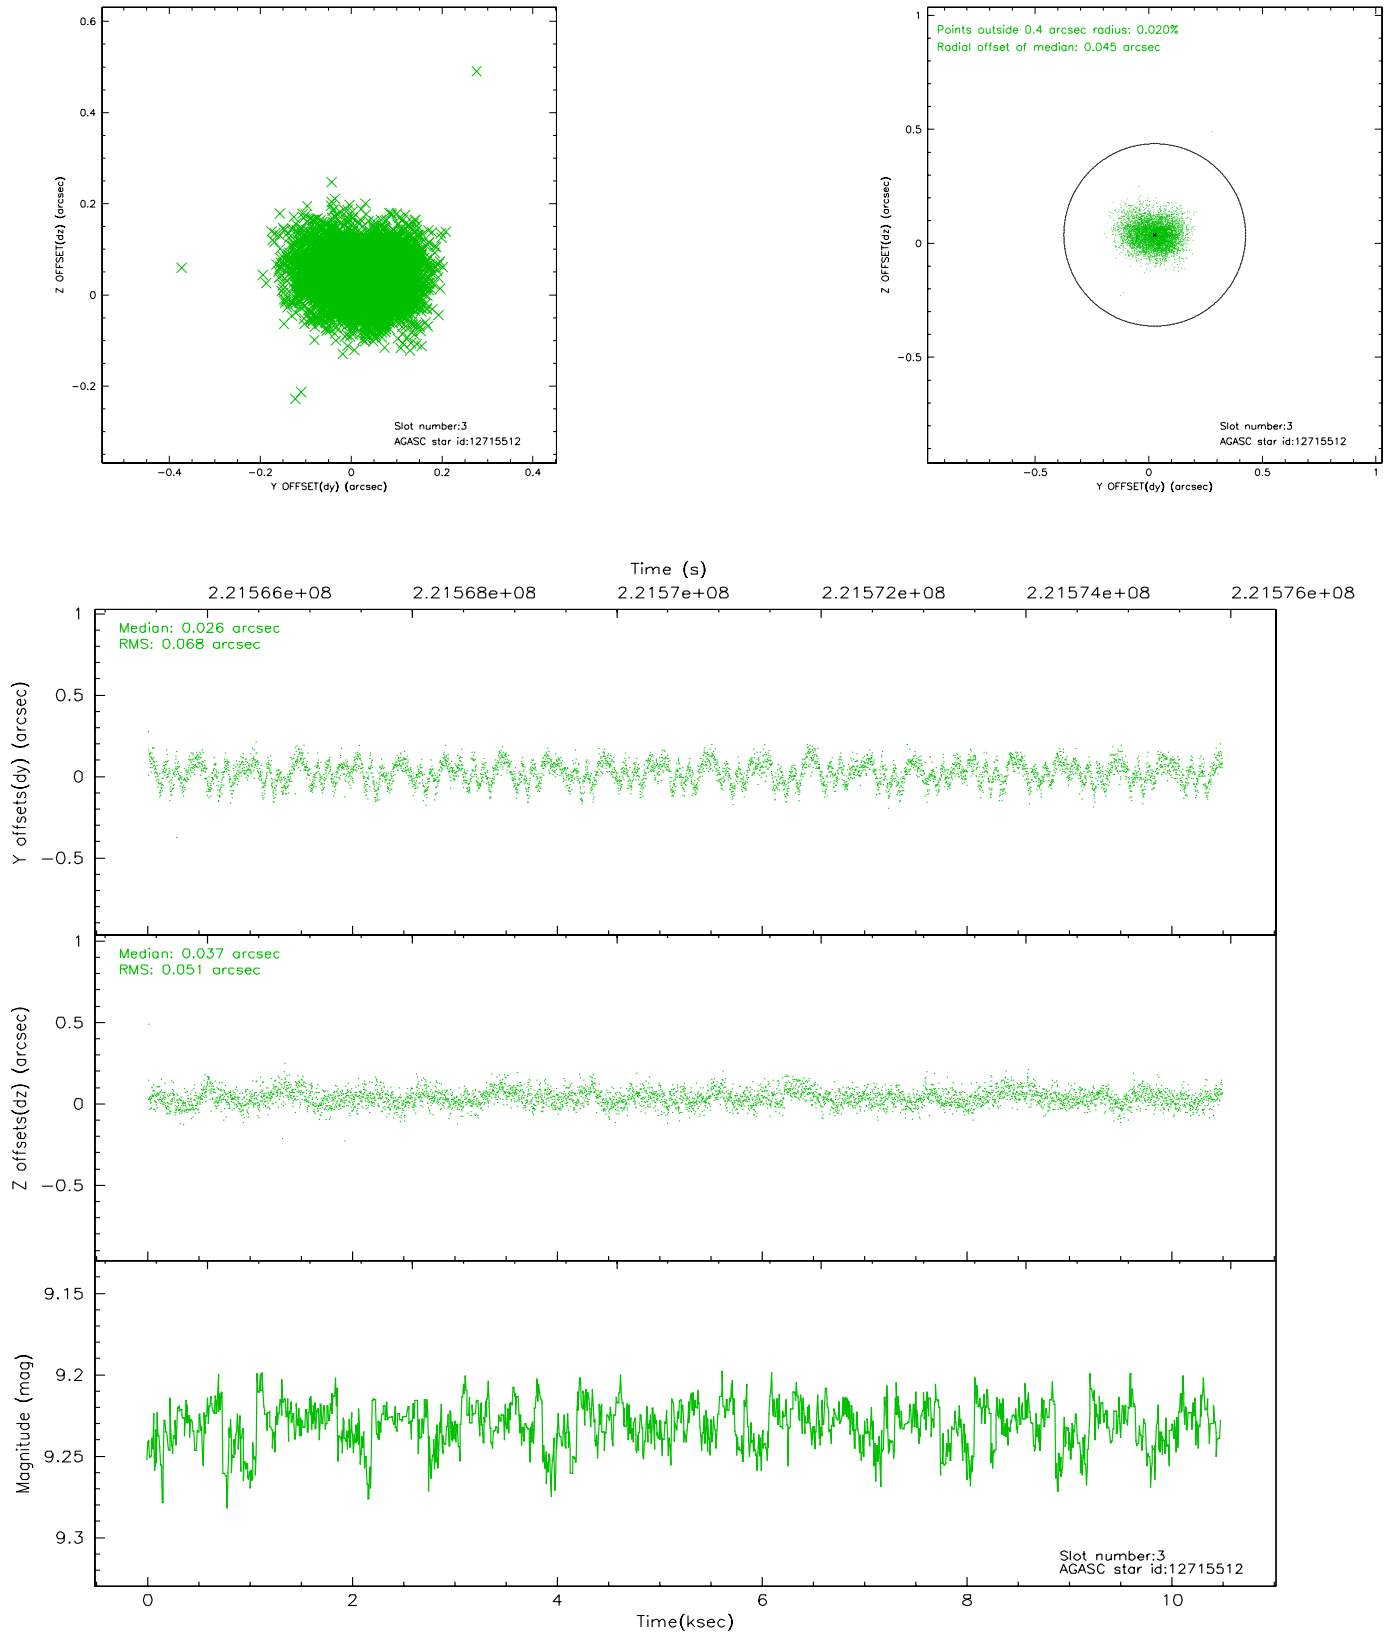 0.6
0.4
0.2
0
−0.2
Z OFFSET(dz) (arcsec)
Slot number:3
AGASC star id:12715512
−0.4 −0.2 0 0.2 0.4
Y OFFSET(dy) (arcsec)
Points outside 0.4 arcsec radius: 0.020%
Radial offset of median: 0.045 arcsec
1
0.5
0
−0.5
Z OFFSET(dz) (arcsec)
Slot number:3
AGASC star id:12715512
−0.5 0 0.5 1
Y OFFSET(dy) (arcsec)
Time (s)
2.21566e+08 2.21568e+08 2.2157e+08 2.21572e+08 2.21574e+08 2.21576e+08
Median: 0.026 arcsec
RMS: 0.068 arcsec
1
0.5
0
−0.5
Y offsets(dy) (arcsec)
Median: 0.037 arcsec
RMS: 0.051 arcsec
1
0.5
0
−0.5
Z offsets(dz) (arcsec)
9.15
9.2
9.25
9.3
Magnitude (mag)
Slot number:3
AGASC star id:12715512
0 2 4 6 8 10
Time(ksec)